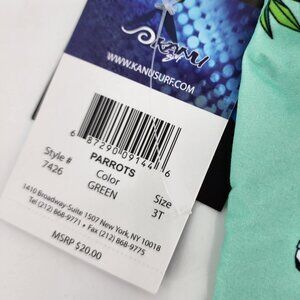 KANU
SURF
WWW.KANUSURF.COM
6 87290 09144 6
PARROTS
Style # Color Size
7426 GREEN 3T
1410 Broadway-Suite 1507 New York, NY 10018
Tel (212) 868-9771 • Fax (212) 868-9775
MSRP $20.00